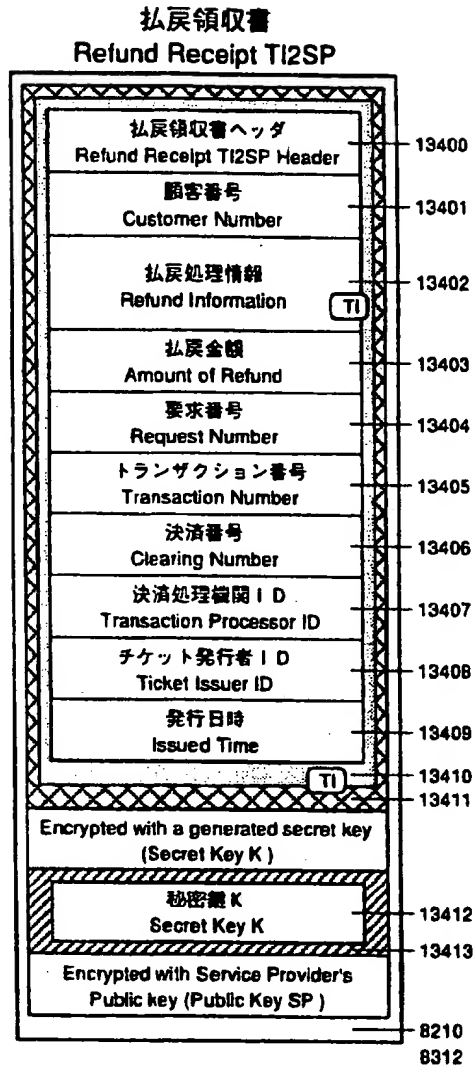 払戻領収書
Refund Receipt TI2SP
払戻領収書ヘッダ
Refund Receipt TI2SP Header
13400
顧客番号
Customer Number
13401
払戻処理情報
Refund Information
TI
13402
払戻金額
Amount of Refund
13403
要求番号
Request Number
13404
トランザクション番号
Transaction Number
13405
決済番号
Clearing Number
13406
決済処理機関ID
Transaction Processor ID
13407
チケット発行者ID
Ticket Issuer ID
13408
発行日時
Issued Time
13409
TI
13410
13411
Encrypted with a generated secret key
(Secret Key K )
秘密鍵K
Secret Key K
13412
13413
Encrypted with Service Provider's
Public key (Public Key SP )
8210
8312